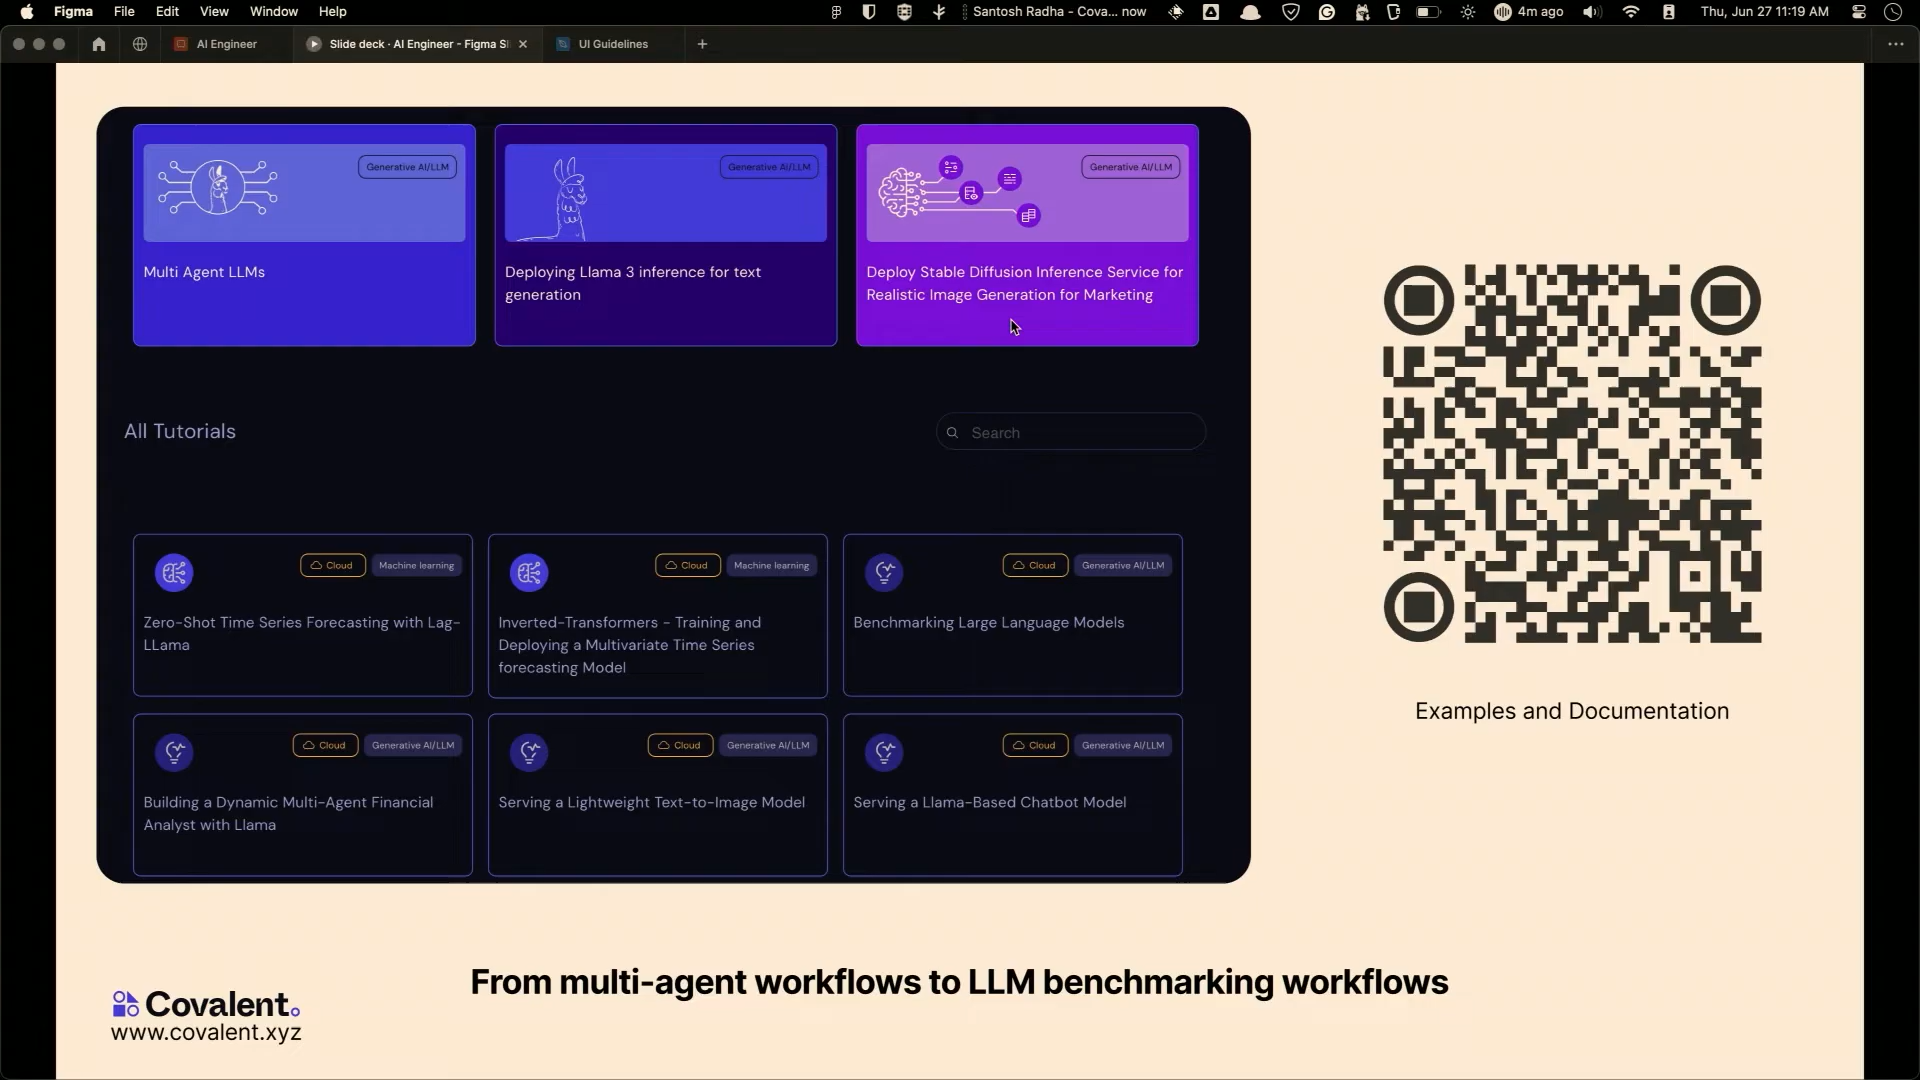 Figma File Edit View Window Help
Santosh Radha - Cova... now
4m ago
Thu, Jun 27 11:19 AM
AI Engineer
Slide deck · AI Engineer - Figma Sl
UI Guidelines
Generative AI/LLM
Multi Agent LLMs
Generative AI/LLM
Deploying Llama 3 inference for text
generation
Generative AI/LLM
Deploy Stable Diffusion Inference Service for
Realistic Image Generation for Marketing
All Tutorials
Search
Cloud Machine learning
Zero-Shot Time Series Forecasting with Lag-
LLama
Cloud Machine learning
Inverted-Transformers - Training and
Deploying a Multivariate Time Series
forecasting Model
Cloud Generative AI/LLM
Benchmarking Large Language Models
Cloud Generative AI/LLM
Building a Dynamic Multi-Agent Financial
Analyst with Llama
Cloud Generative AI/LLM
Serving a Lightweight Text-to-Image Model
Cloud Generative AI/LLM
Serving a Llama-Based Chatbot Model
Examples and Documentation
From multi-agent workflows to LLM benchmarking workflows
Covalent
www.covalent.xyz